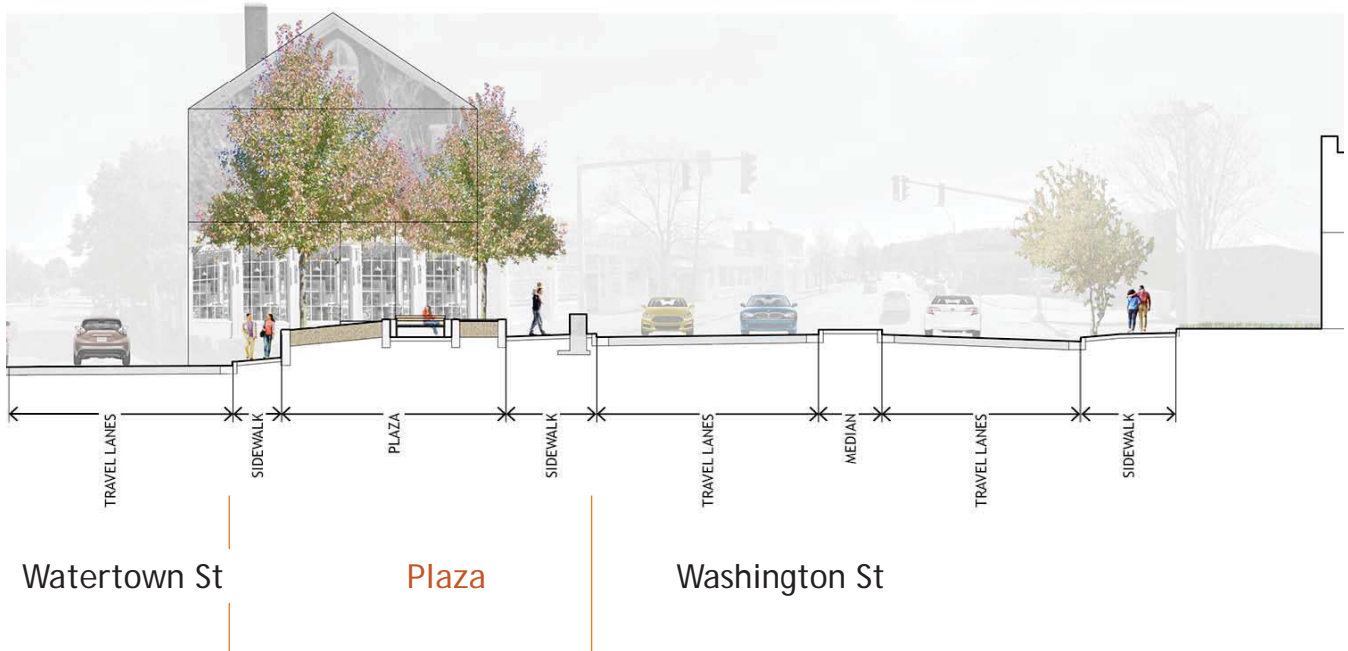 TRAVEL LANES
SIDEWALK
PLAZA
SIDEWALK
TRAVEL LANES
MEDIAN
TRAVEL LANES
SIDEWALK
Watertown St
Plaza
Washington St